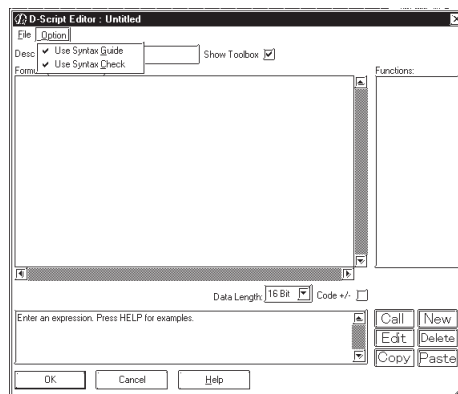 D-Script Editor : Untitled
File Option
Desc Use Syntax Guide Show Toolbox
Use Syntax Check
Formu Functions:
Data Length: 16 Bit Code +/-
Enter an expression. Press HELP for examples.
Call New
Edit Delete
Copy Paste
OK Cancel Help